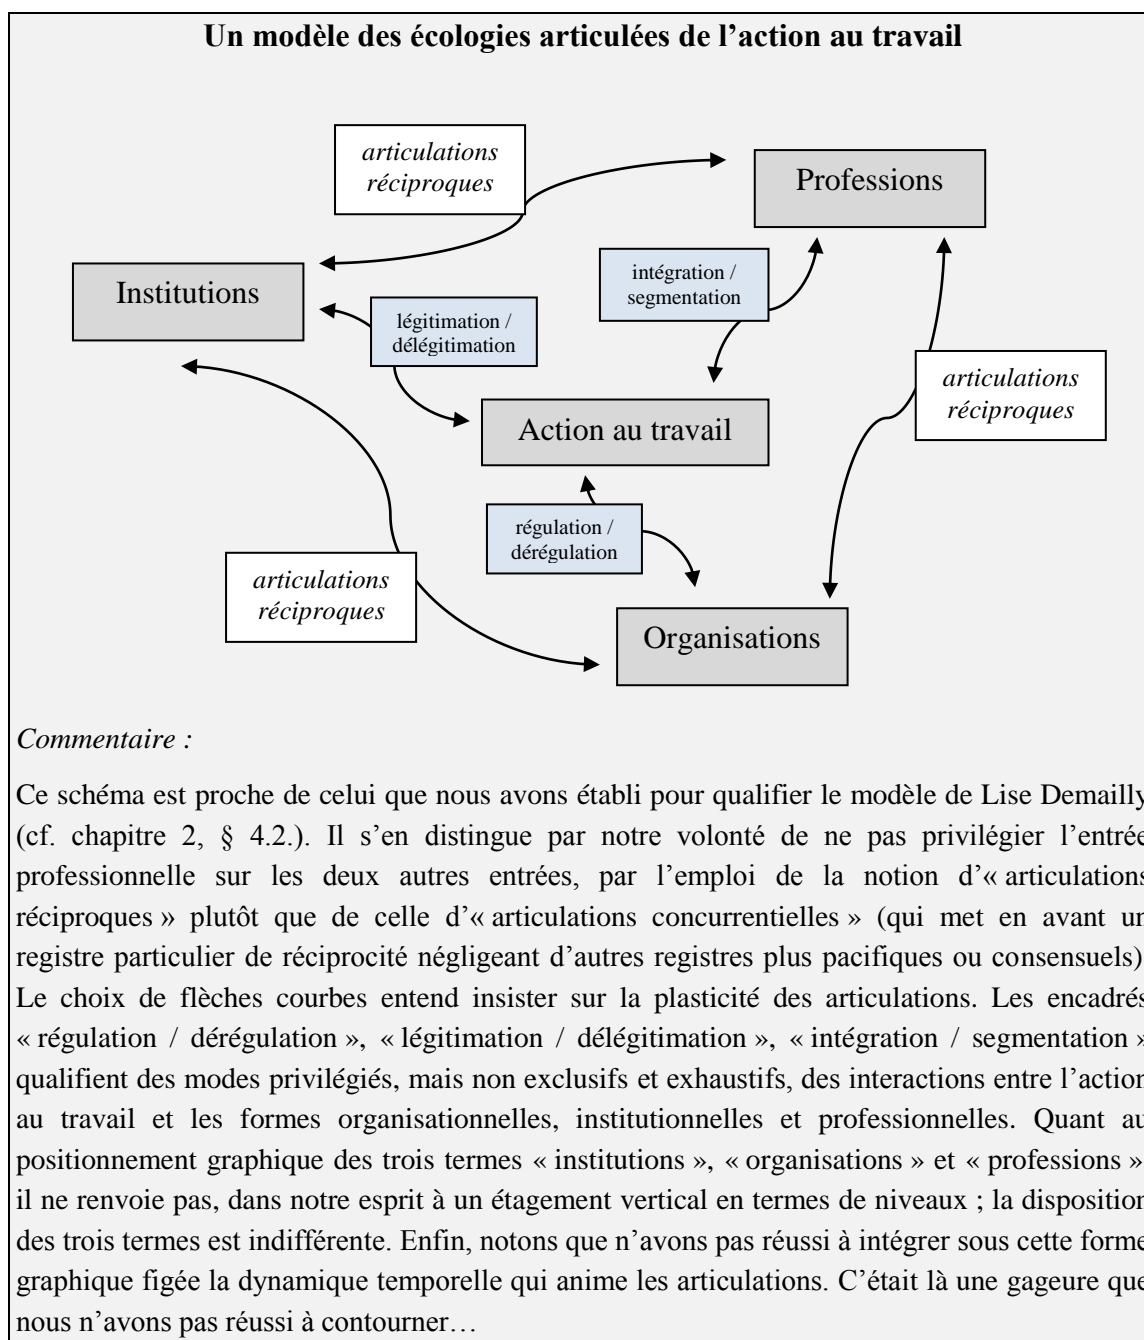 Un modèle des écologies articulées de l’action au travail
articulations
réciproques
Professions
intégration /
segmentation
Institutions
légitimation /
délégitimation
articulations
réciproques
Action au travail
régulation /
dérégulation
articulations
réciproques
Organisations
Commentaire :
Ce schéma est proche de celui que nous avons établi pour qualifier le modèle de Lise Demailly
(cf. chapitre 2, § 4.2.). Il s’en distingue par notre volonté de ne pas privilégier l’entrée
professionnelle sur les deux autres entrées, par l’emploi de la notion d’« articulations
réciproques » plutôt que de celle d’« articulations concurrentielles » (qui met en avant un
registre particulier de réciprocité négligeant d’autres registres plus pacifiques ou consensuels)
Le choix de flèches courbes entend insister sur la plasticité des articulations. Les encadrés
« régulation / dérégulation », « légitimation / délégitimation », « intégration / segmentation »
qualifient des modes privilégiés, mais non exclusifs et exhaustifs, des interactions entre l’action
au travail et les formes organisationnelles, institutionnelles et professionnelles. Quant au
positionnement graphique des trois termes « institutions », « organisations » et « professions »
il ne renvoie pas, dans notre esprit à un étagement vertical en termes de niveaux ; la disposition
des trois termes est indifférente. Enfin, notons que n’avons pas réussi à intégrer sous cette forme
graphique figée la dynamique temporelle qui anime les articulations. C’était là une gageure que
nous n’avons pas réussi à contourner…